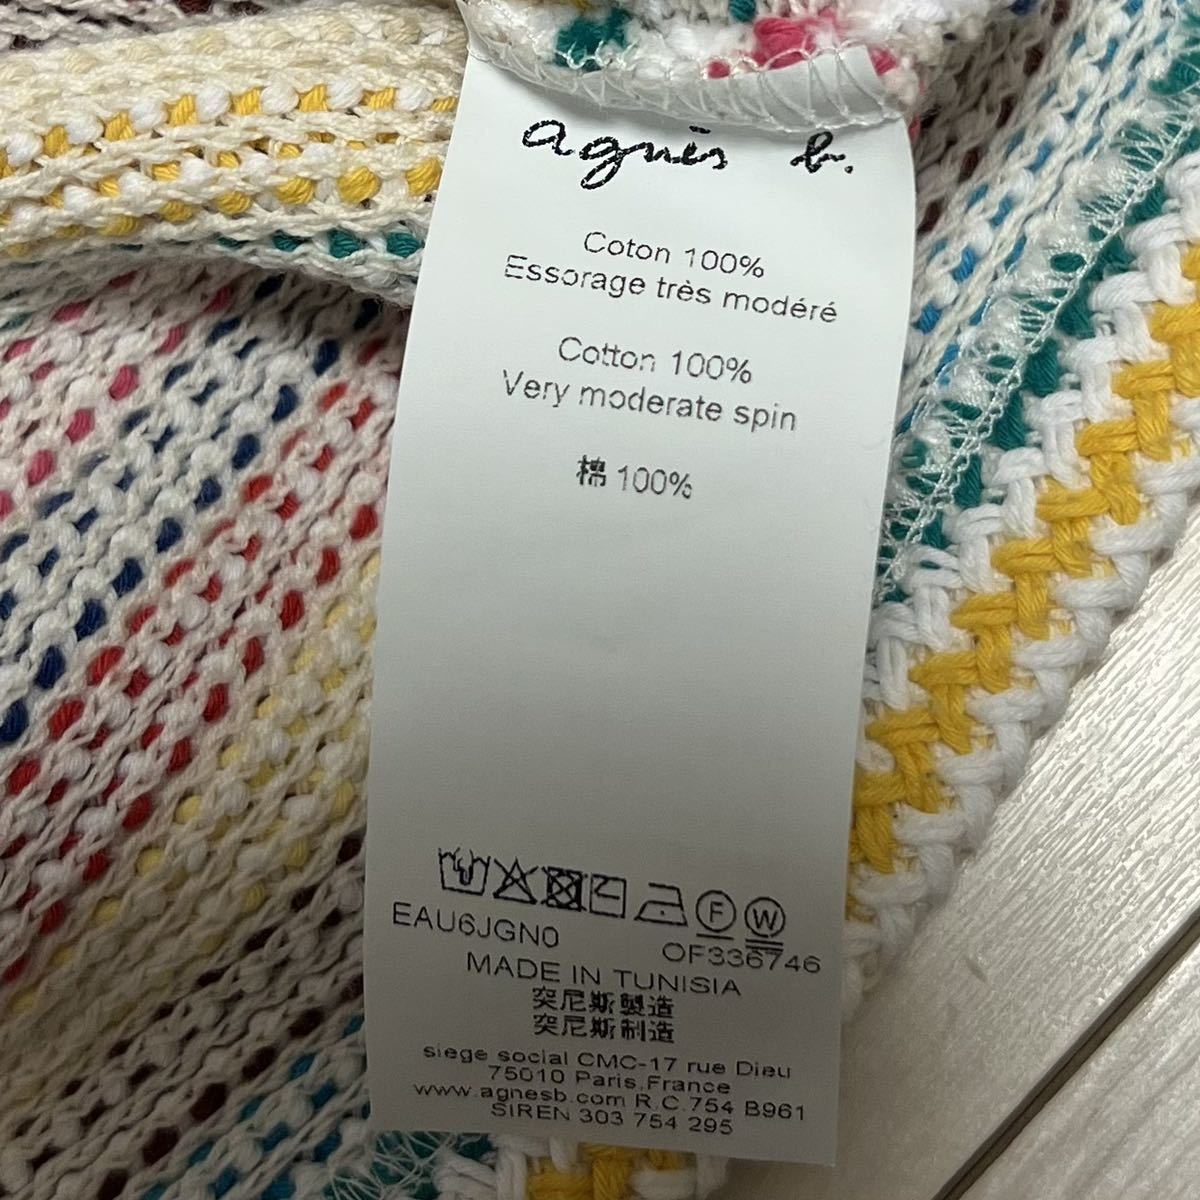 agnès b.
Coton 100%
Essorage très modéré
Cotton 100%
Very moderate spin
棉 100%
F W
EAU6JGN0 OF336746
MADE IN TUNISIA
突尼斯製造
突尼斯制造
siege social CMC-17 rue Dieu
75010 Paris,France
www.agnesb.com R.C.754 B961
SIREN 303 754 295